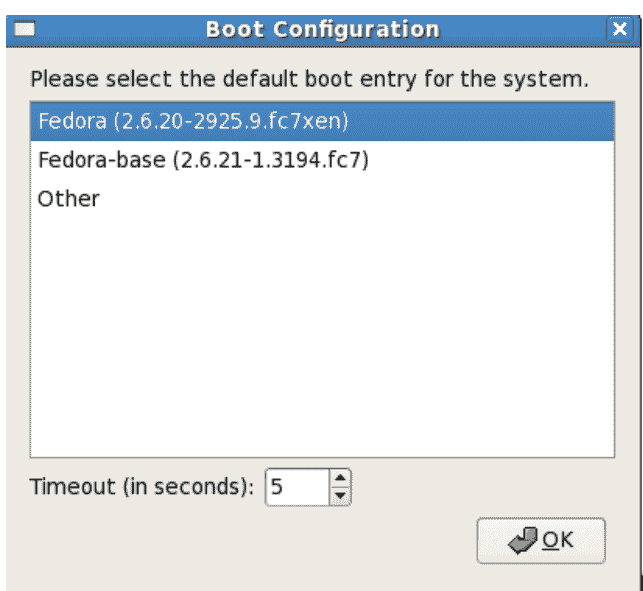 Boot Configuration
Please select the default boot entry for the system.
Fedora (2.6.20-2925.9.fc7xen)
Fedora-base (2.6.21-1.3194.fc7)
Other
Timeout (in seconds): 5
OK